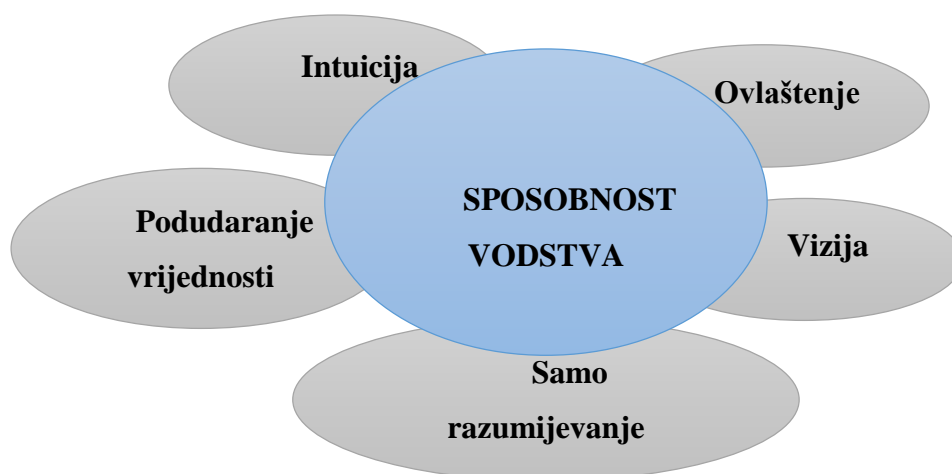 Intuicija
Ovlaštenje
SPOSOBNOST
VODSTVA
Podudaranje
vrijednosti
Vizija
Samo
razumijevanje